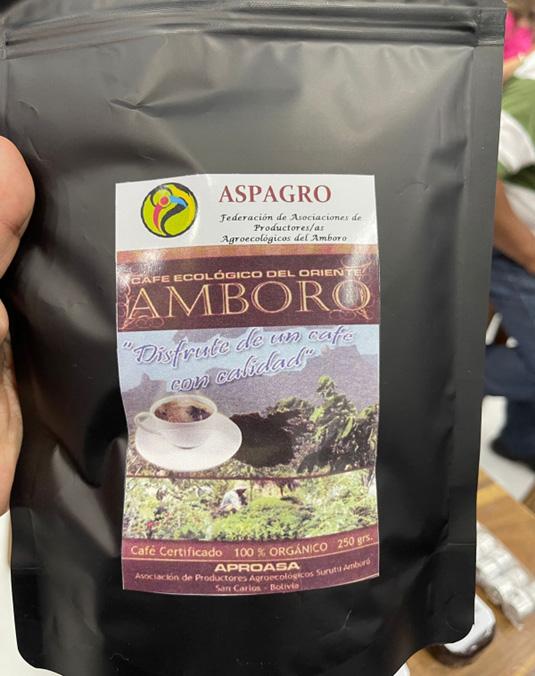 ASPAGRO
Federación de Asociaciones de
Productores/as
Agroecológicos del Amboro
CAFE ECOLÓGICO DEL ORIENTE
AMBORO
"Disfrute de un café
con calidad"
Café Certificado 100 % ORGÁNICO 250 grs.
APROASA
Asociación de Productores Agroecológicos Surutú Amboró
San Carlos - Bolivia